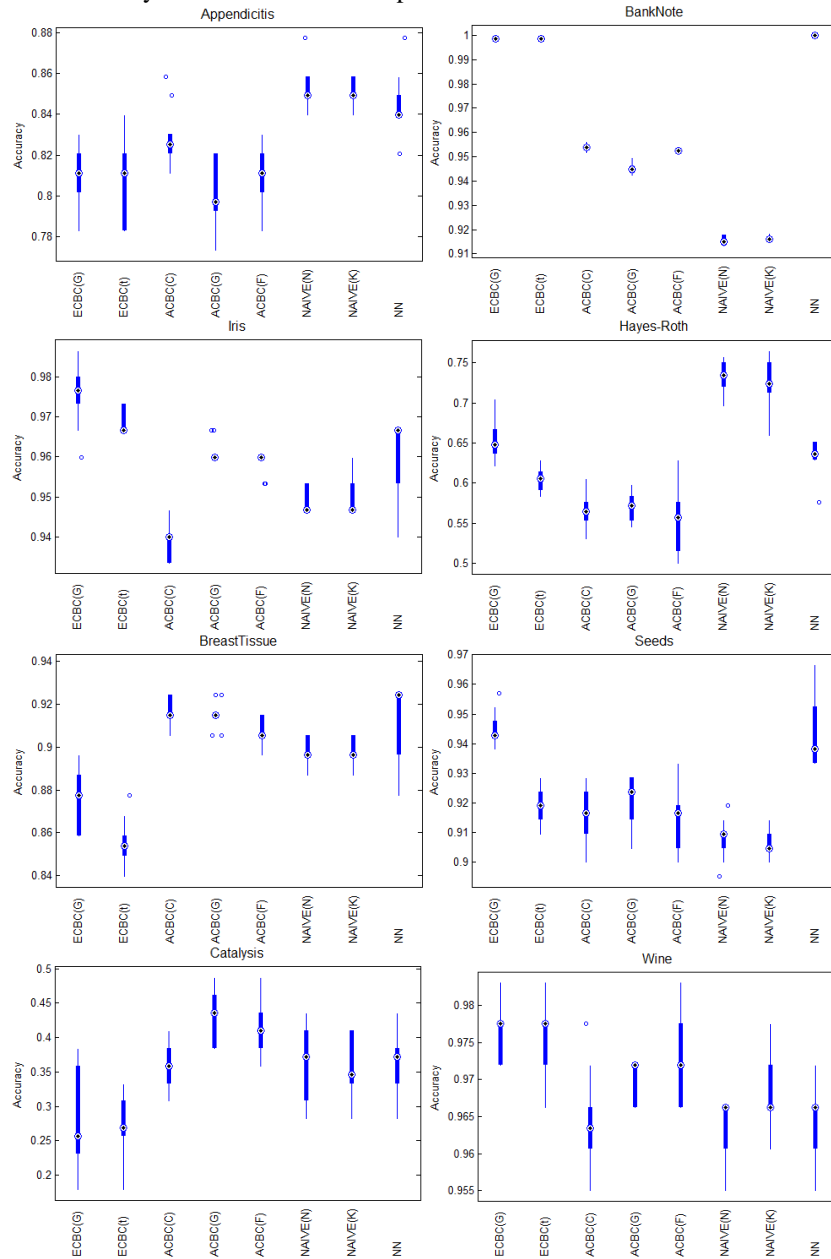 Appendicitis
0.88
0.86
0.84
0.82
0.8
0.78
Accuracy
ECBC(G)
ECBC(t)
ACBC(C)
ACBC(G)
ACBC(F)
NAIVE(N)
NAIVE(K)
NN
BankNote
1
0.99
0.98
0.97
0.96
0.95
0.94
0.93
0.92
0.91
Accuracy
ECBC(G)
ECBC(t)
ACBC(C)
ACBC(G)
ACBC(F)
NAIVE(N)
NAIVE(K)
NN
Iris
0.98
0.97
0.96
0.95
0.94
Accuracy
ECBC(G)
ECBC(t)
ACBC(C)
ACBC(G)
ACBC(F)
NAIVE(N)
NAIVE(K)
NN
Hayes-Roth
0.75
0.7
0.65
0.6
0.55
0.5
Accuracy
ECBC(G)
ECBC(t)
ACBC(C)
ACBC(G)
ACBC(F)
NAIVE(N)
NAIVE(K)
NN
BreastTissue
0.94
0.92
0.9
0.88
0.86
0.84
Accuracy
ECBC(G)
ECBC(t)
ACBC(C)
ACBC(G)
ACBC(F)
NAIVE(N)
NAIVE(K)
NN
Seeds
0.97
0.96
0.95
0.94
0.93
0.92
0.91
0.9
Accuracy
ECBC(G)
ECBC(t)
ACBC(C)
ACBC(G)
ACBC(F)
NAIVE(N)
NAIVE(K)
NN
Catalysis
0.5
0.45
0.4
0.35
0.3
0.25
0.2
Accuracy
ECBC(G)
ECBC(t)
ACBC(C)
ACBC(G)
ACBC(F)
NAIVE(N)
NAIVE(K)
NN
Wine
0.98
0.975
0.97
0.965
0.96
0.955
Accuracy
ECBC(G)
ECBC(t)
ACBC(C)
ACBC(G)
ACBC(F)
NAIVE(N)
NAIVE(K)
NN